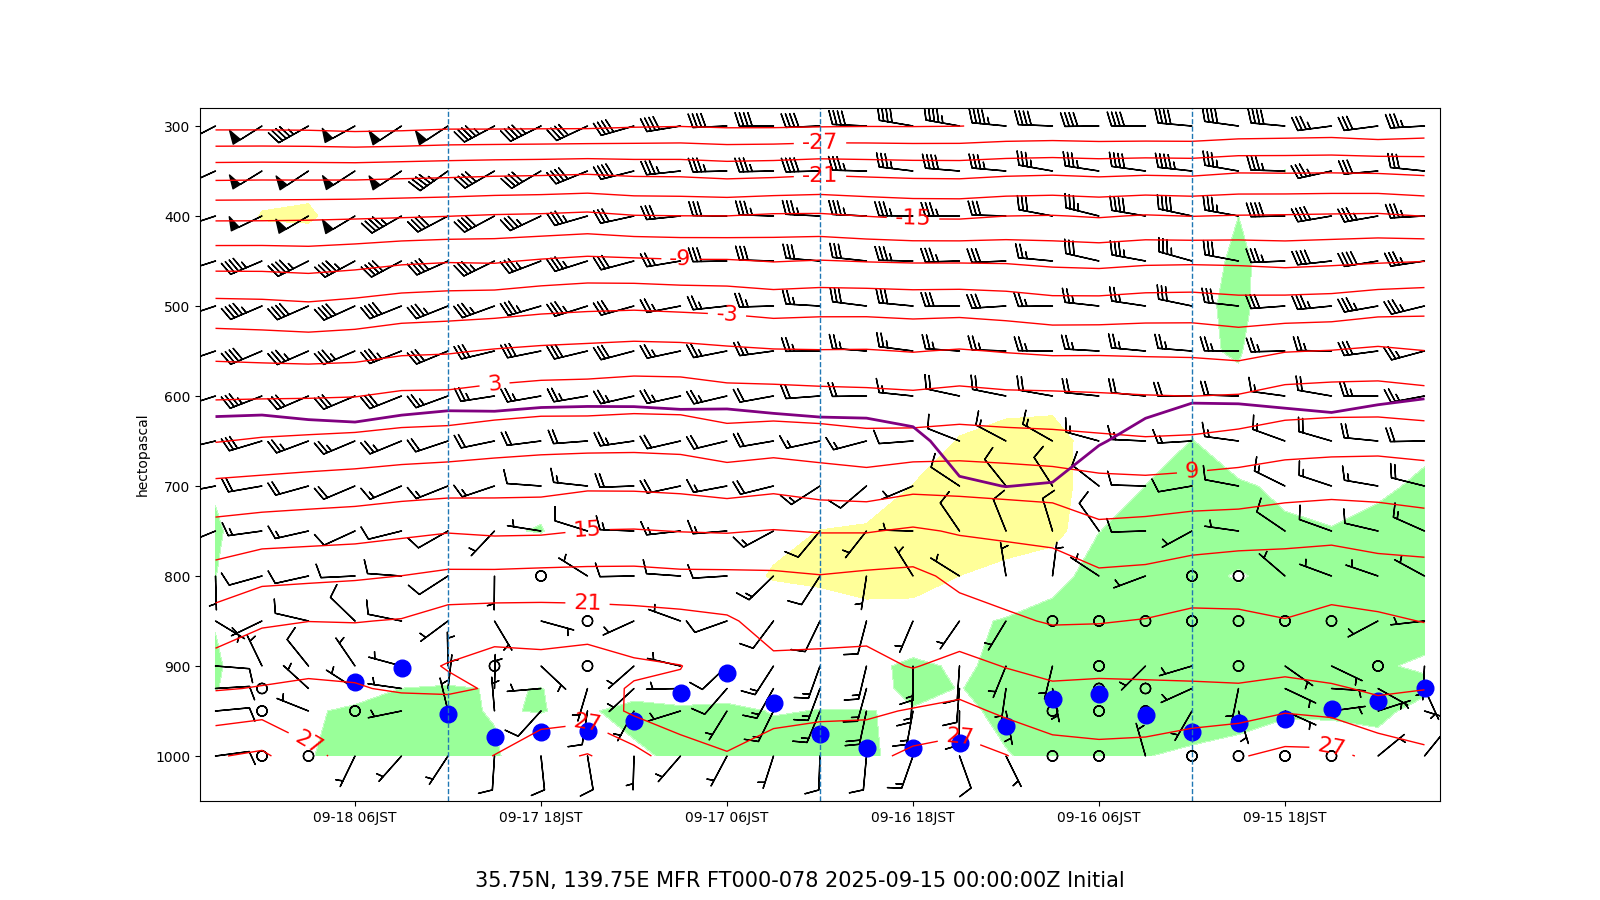 300
400
500
600
700
800
900
1000
hectopascal
-27
-21
-15
-9
-3
3
9
15
21
27
27
27
27
09-18 06JST
09-17 18JST
09-17 06JST
09-16 18JST
09-16 06JST
09-15 18JST
35.75N, 139.75E MFR FT000-078 2025-09-15 00:00:00Z Initial